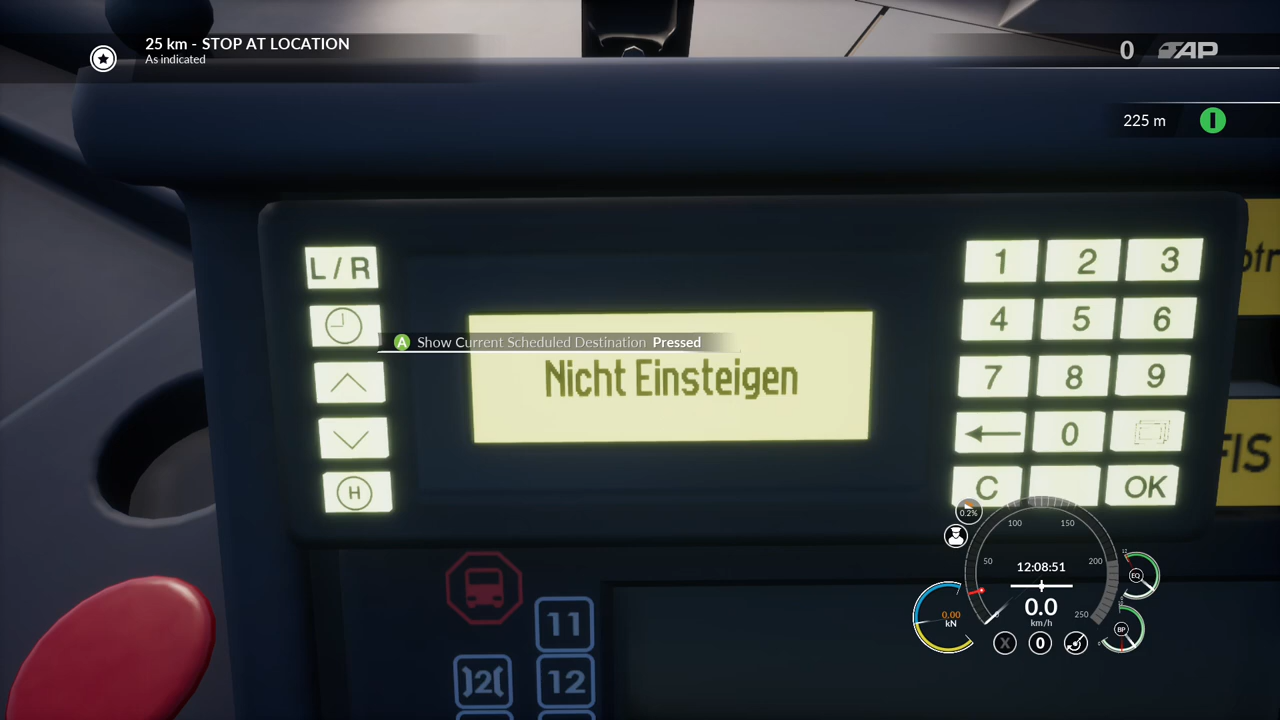 25 km - STOP AT LOCATION
As indicated
0 TAP
225 m
L/R
1 2 3
4 5 6
A Show Current Scheduled Destination Pressed
Nicht Einsteigen
7 8 9
0
H
C OK
FIS
0.2%
50 100 150 200 250
12:08:51
0.0
km/h
0.00
kN
EQ
BP
X 0
11
12
]2[